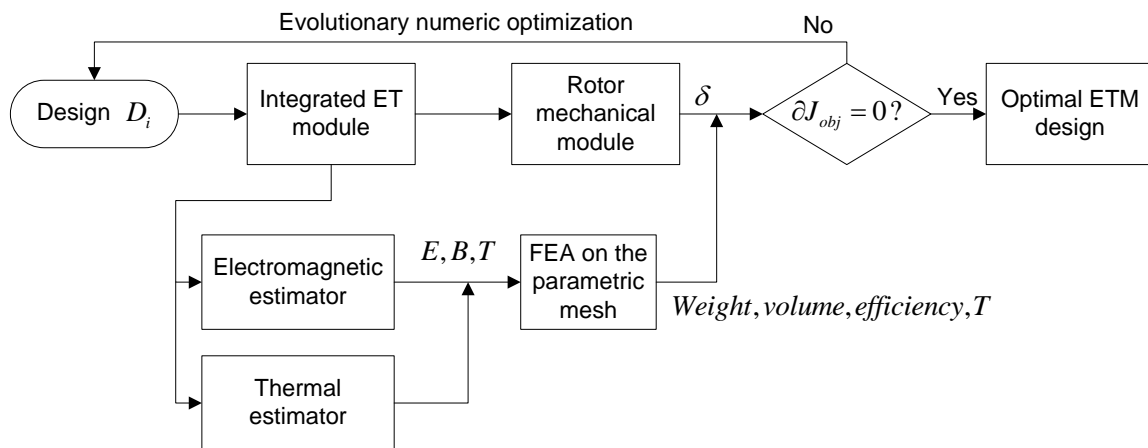 Evolutionary numeric optimization
No
Design D_i
Integrated ET
module
Rotor
mechanical
module
δ
∂J_obj = 0 ?
Yes
Optimal ETM
design
Electromagnetic
estimator
E, B, T
FEA on the
parametric
mesh
Weight, volume, efficiency, T
Thermal
estimator